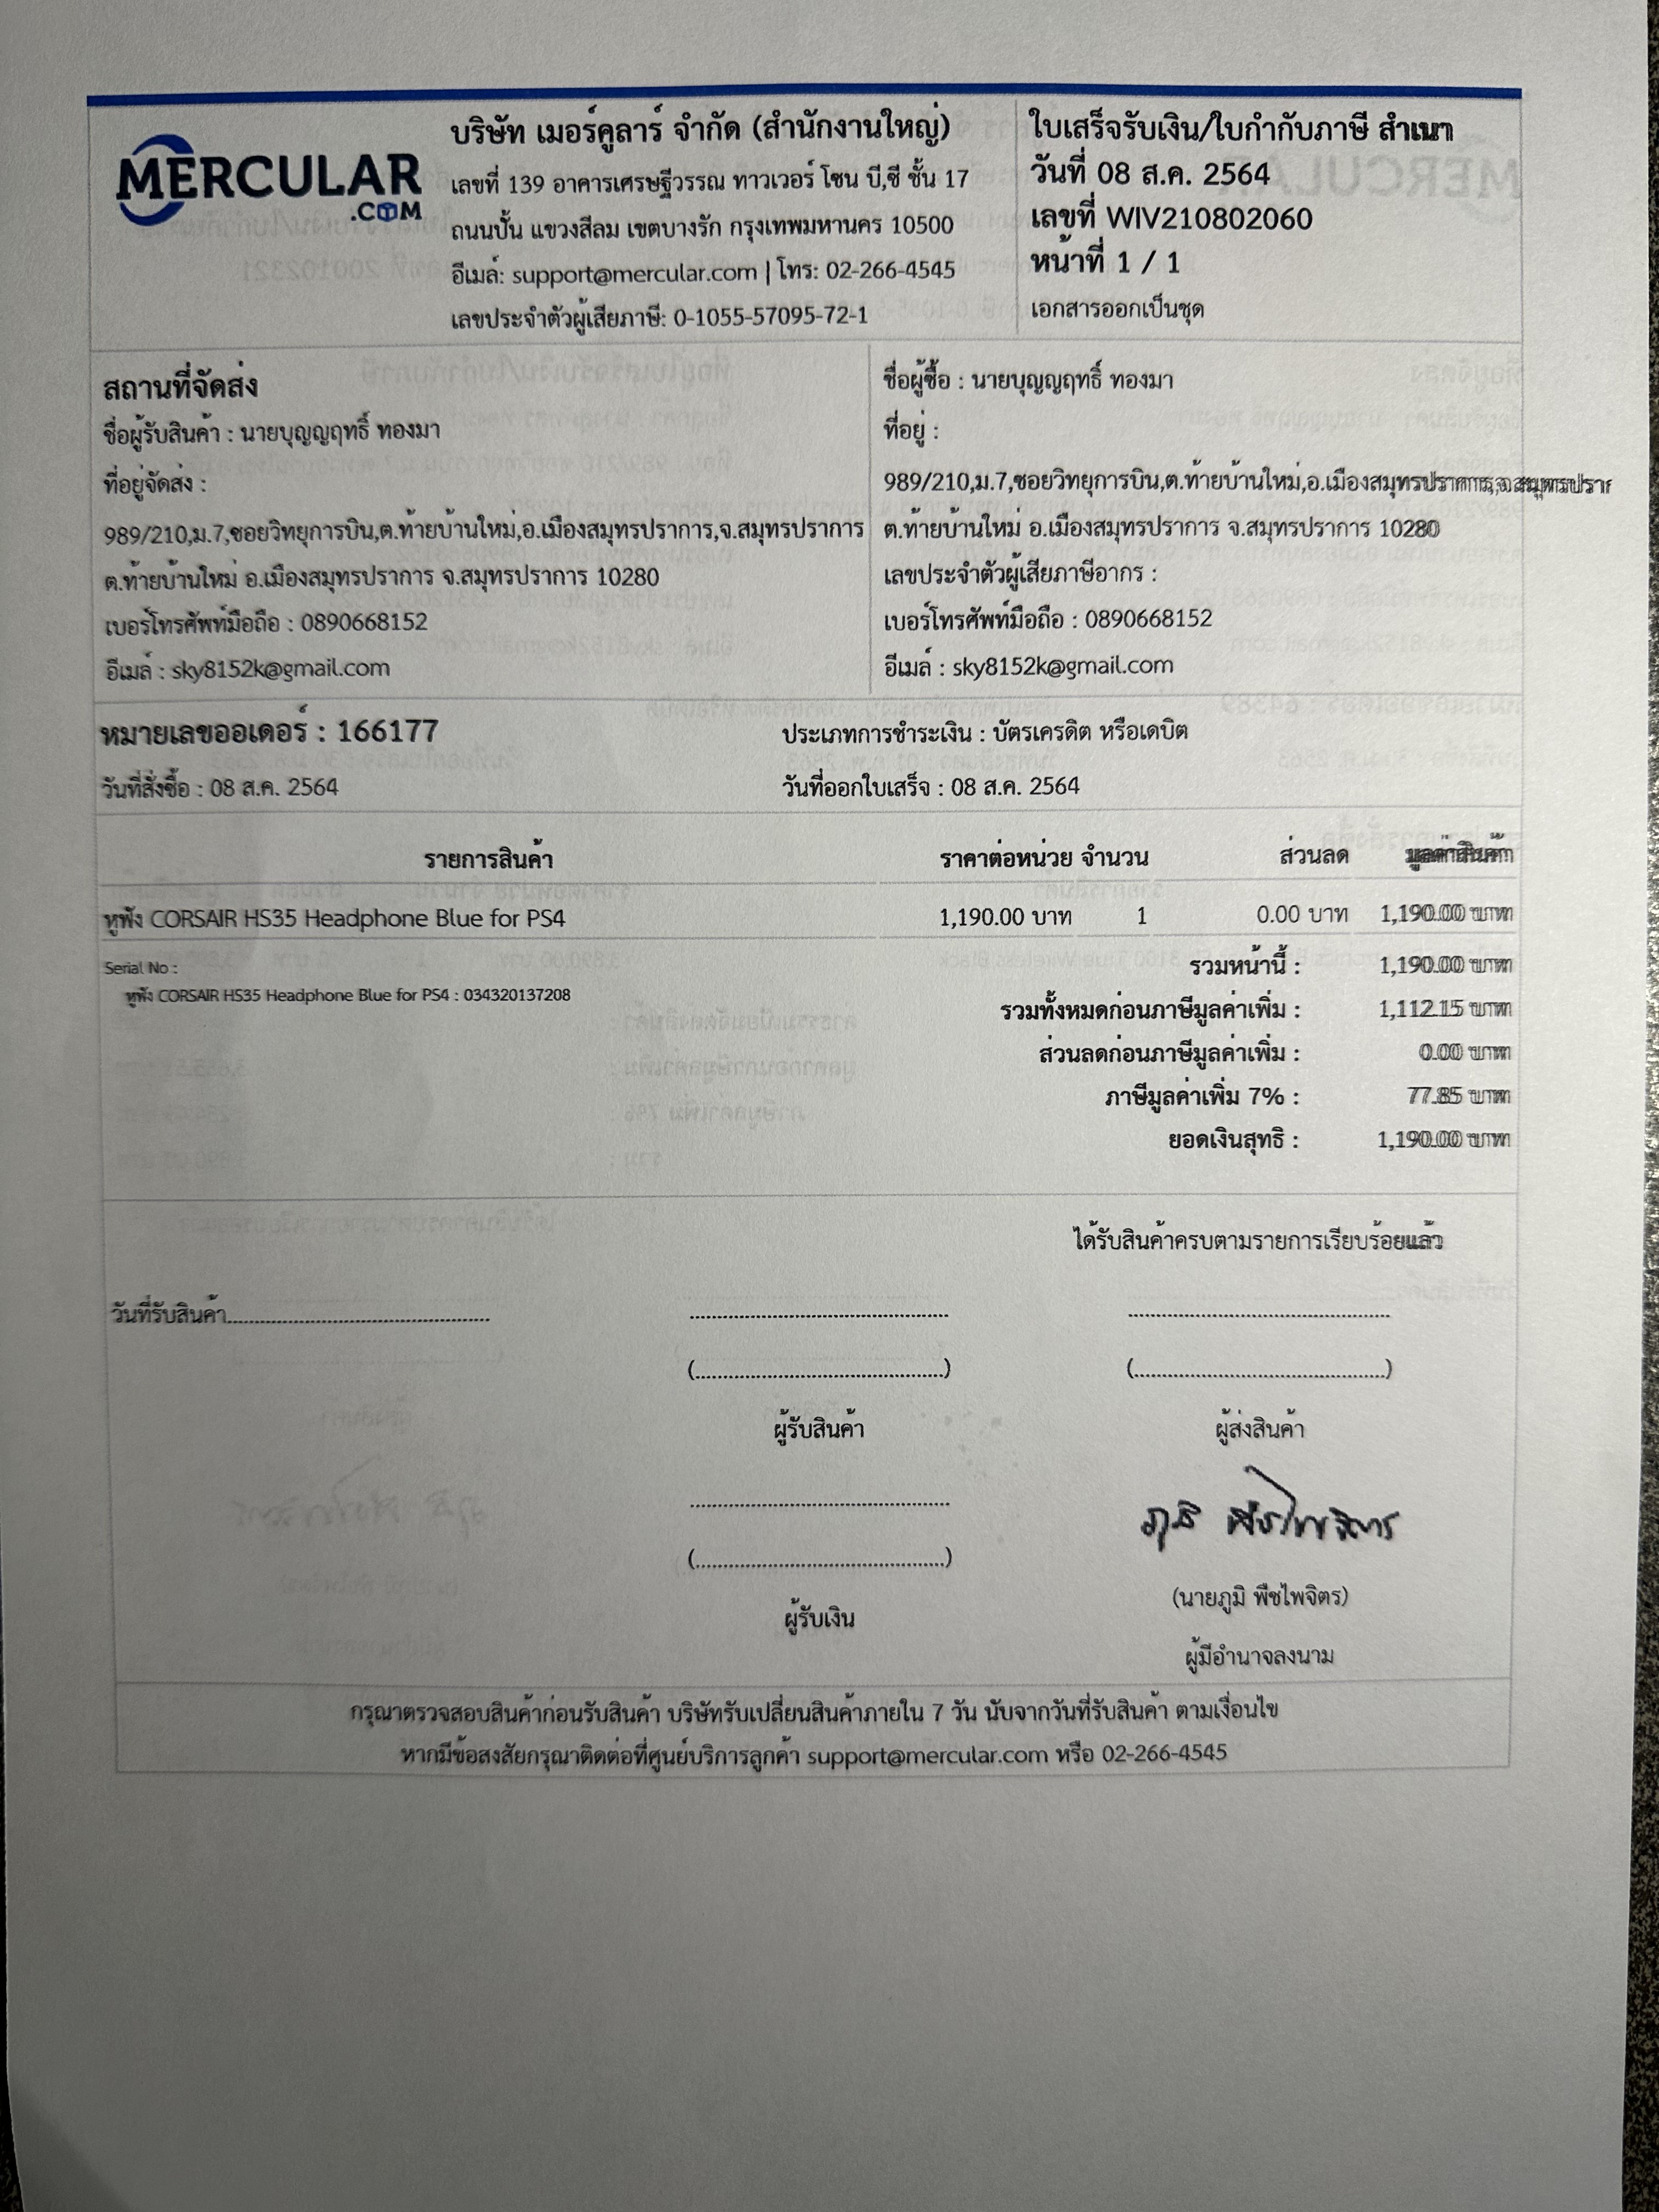 MERCULAR
.COM
บริษัท เมอร์คูลาร์ จำกัด (สำนักงานใหญ่)
เลขที่ 139 อาคารเศรษฐีวรรณ ทาวเวอร์ โซน บี,ซี ชั้น 17
ถนนปั้น แขวงสีลม เขตบางรัก กรุงเทพมหานคร 10500
อีเมล์: support@mercular.com | โทร: 02-266-4545
เลขประจำตัวผู้เสียภาษี: 0-1055-57095-72-1
ใบเสร็จรับเงิน/ใบกำกับภาษี สำเนา
วันที่ 08 ส.ค. 2564
เลขที่ WIV210802060
หน้าที่ 1 / 1
เอกสารออกเป็นชุด
สถานที่จัดส่ง
ชื่อผู้รับสินค้า : นายบุญญฤทธิ์ ทองมา
ที่อยู่จัดส่ง :
989/210,ม.7,ซอยวิทยุการบิน,ต.ท้ายบ้านใหม่,อ.เมืองสมุทรปราการ,จ.สมุทรปราการ
ต.ท้ายบ้านใหม่ อ.เมืองสมุทรปราการ จ.สมุทรปราการ 10280
เบอร์โทรศัพท์มือถือ : 0890668152
อีเมล์ : sky8152k@gmail.com
ชื่อผู้ซื้อ : นายบุญญฤทธิ์ ทองมา
ที่อยู่ :
989/210,ม.7,ซอยวิทยุการบิน,ต.ท้ายบ้านใหม่,อ.เมืองสมุทรปราการ,จ.สมุทรปราก
ต.ท้ายบ้านใหม่ อ.เมืองสมุทรปราการ จ.สมุทรปราการ 10280
เลขประจำตัวผู้เสียภาษีอากร :
เบอร์โทรศัพท์มือถือ : 0890668152
อีเมล์ : sky8152k@gmail.com
หมายเลขออเดอร์ : 166177
ประเภทการชำระเงิน : บัตรเครดิต หรือเดบิต
วันที่สั่งซื้อ : 08 ส.ค. 2564
วันที่ออกใบเสร็จ : 08 ส.ค. 2564
รายการสินค้า ราคาต่อหน่วย จำนวน ส่วนลด มูลค่าสินค้า
หูฟัง CORSAIR HS35 Headphone Blue for PS4 1,190.00 บาท 1 0.00 บาท 1,190.00 บาท
Serial No :
หูฟัง CORSAIR HS35 Headphone Blue for PS4 : 034320137208
รวมหน้านี้ : 1,190.00 บาท
รวมทั้งหมดก่อนภาษีมูลค่าเพิ่ม : 1,112.15 บาท
ส่วนลดก่อนภาษีมูลค่าเพิ่ม : 0.00 บาท
ภาษีมูลค่าเพิ่ม 7% : 77.85 บาท
ยอดเงินสุทธิ : 1,190.00 บาท
ได้รับสินค้าครบตามรายการเรียบร้อยแล้ว
วันที่รับสินค้า
ผู้รับสินค้า
ผู้ส่งสินค้า
ภูมิ พืชไพจิตร
(นายภูมิ พืชไพจิตร)
ผู้รับเงิน
ผู้มีอำนาจลงนาม
กรุณาตรวจสอบสินค้าก่อนรับสินค้า บริษัทรับเปลี่ยนสินค้าภายใน 7 วัน นับจากวันที่รับสินค้า ตามเงื่อนไข
หากมีข้อสงสัยกรุณาติดต่อที่ศูนย์บริการลูกค้า support@mercular.com หรือ 02-266-4545